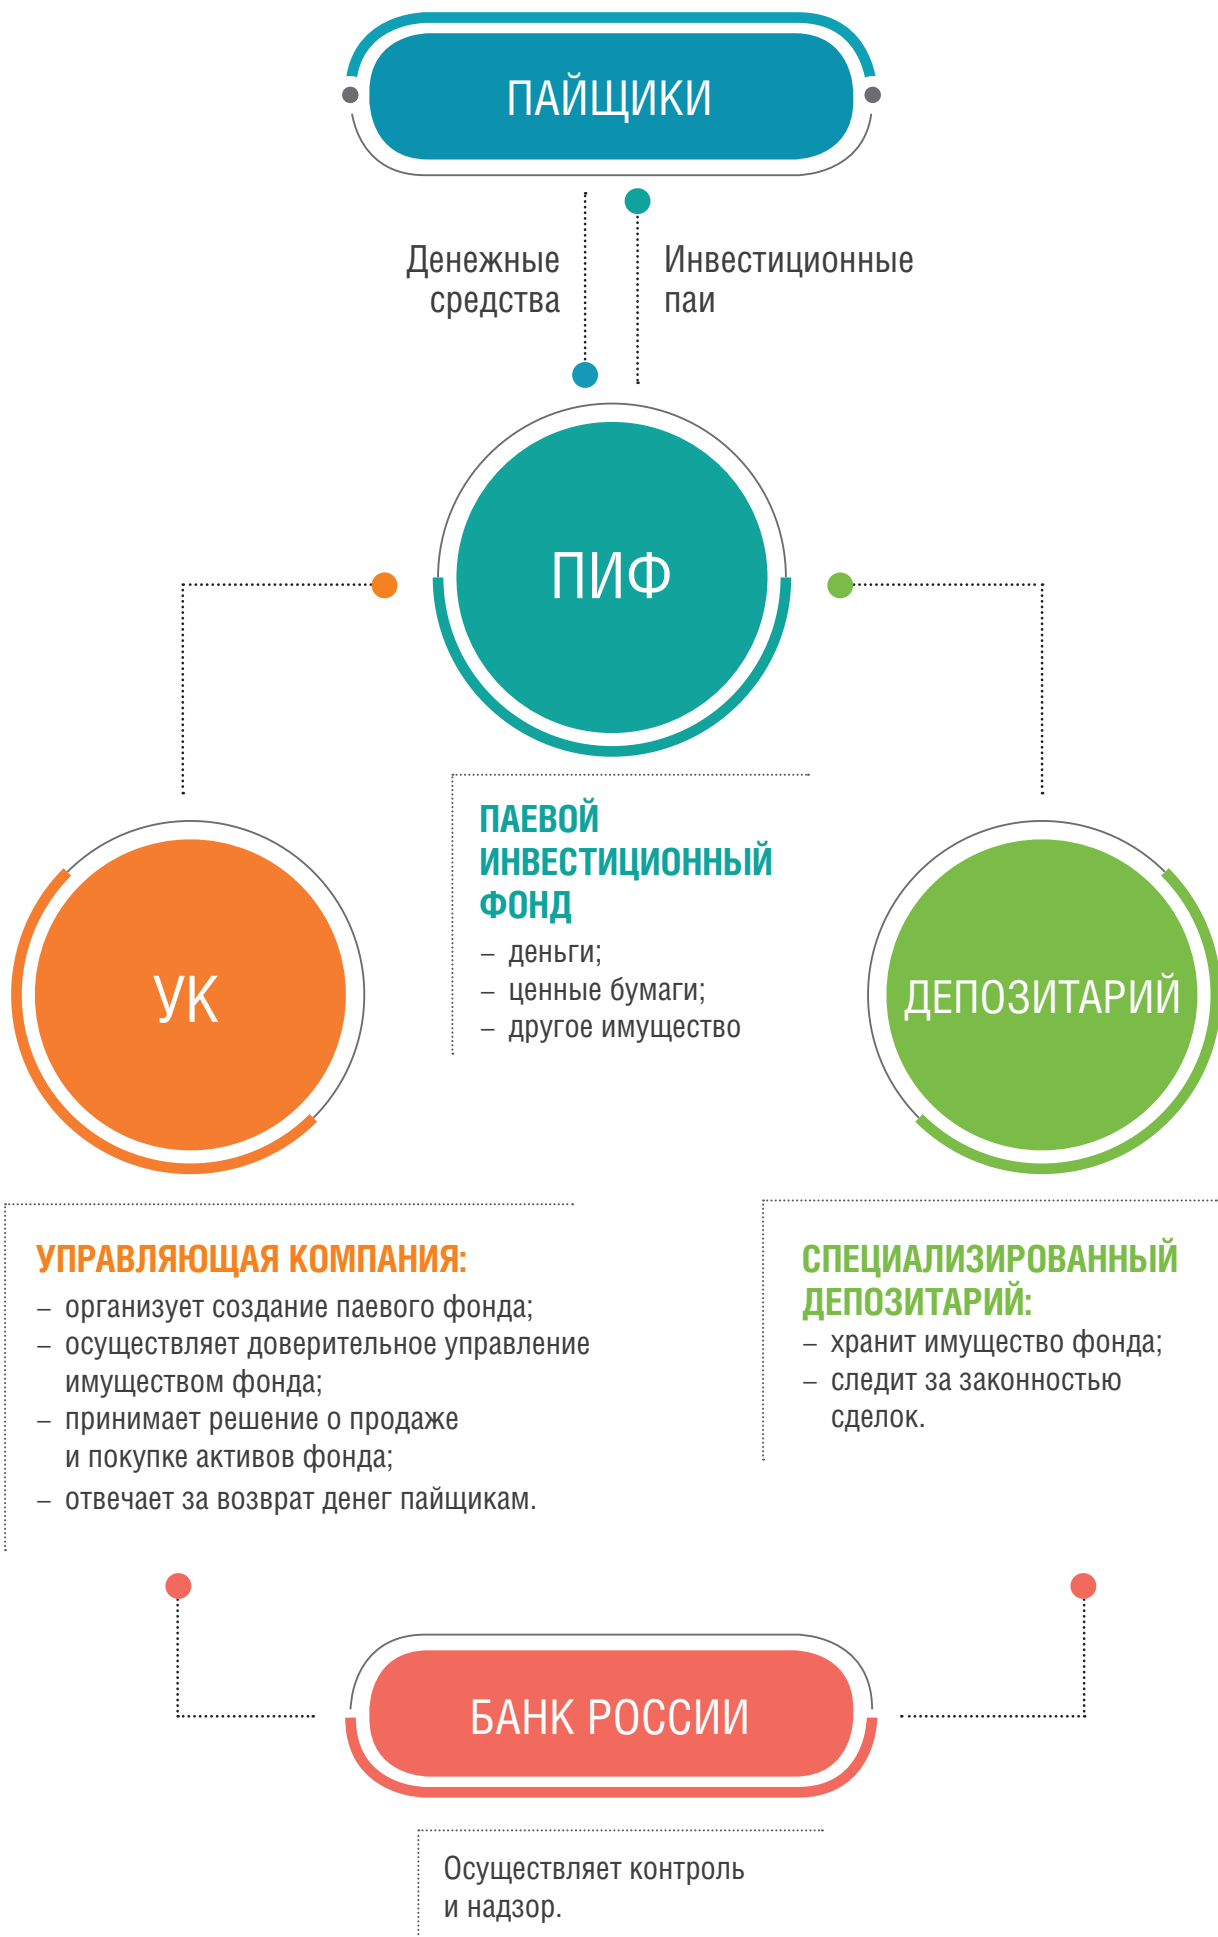 ПАЙЩИКИ
Денежные
средства
Инвестиционные
паи
ПИФ
ПАЕВОЙ
ИНВЕСТИЦИОННЫЙ
ФОНД
– деньги;
– ценные бумаги;
– другое имущество
УК
ДЕПОЗИТАРИЙ
УПРАВЛЯЮЩАЯ КОМПАНИЯ:
– организует создание паевого фонда;
– осуществляет доверительное управление
имуществом фонда;
– принимает решение о продаже
и покупке активов фонда;
– отвечает за возврат денег пайщикам.
СПЕЦИАЛИЗИРОВАННЫЙ
ДЕПОЗИТАРИЙ:
– хранит имущество фонда;
– следит за законностью
сделок.
БАНК РОССИИ
Осуществляет контроль
и надзор.